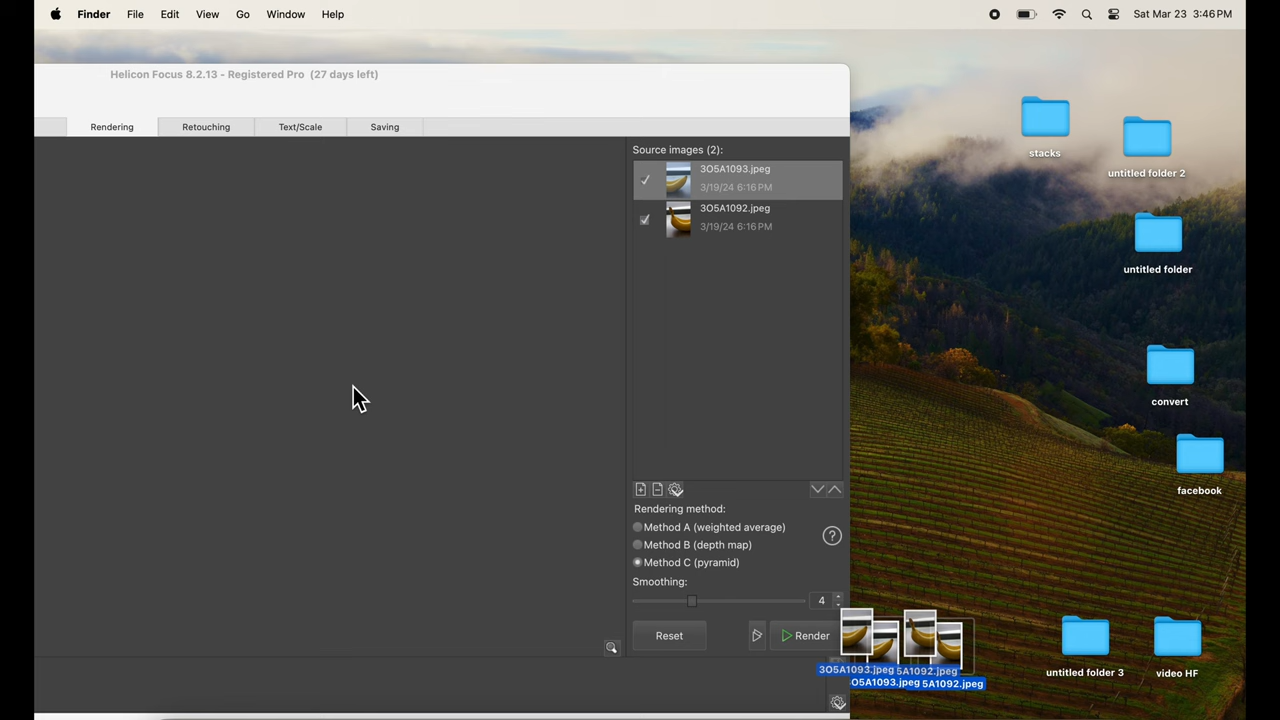 Finder File Edit View Go Window Help Sat Mar 23 3:46 PM
Helicon Focus 8.2.13 - Registered Pro (27 days left)
Rendering Retouching Text/Scale Saving
Source images (2):
3O5A1093.jpeg
3/19/24 6:16 PM
3O5A1092.jpeg
3/19/24 6:16 PM
Rendering method:
Method A (weighted average)
Method B (depth map)
Method C (pyramid)
?
Smoothing:
4
Reset Render
stacks
untitled folder 2
untitled folder
convert
facebook
untitled folder 3
video HF
3O5A1093.jpeg 5A1092.jpeg
O5A1093.jpeg 5A1092.jpeg